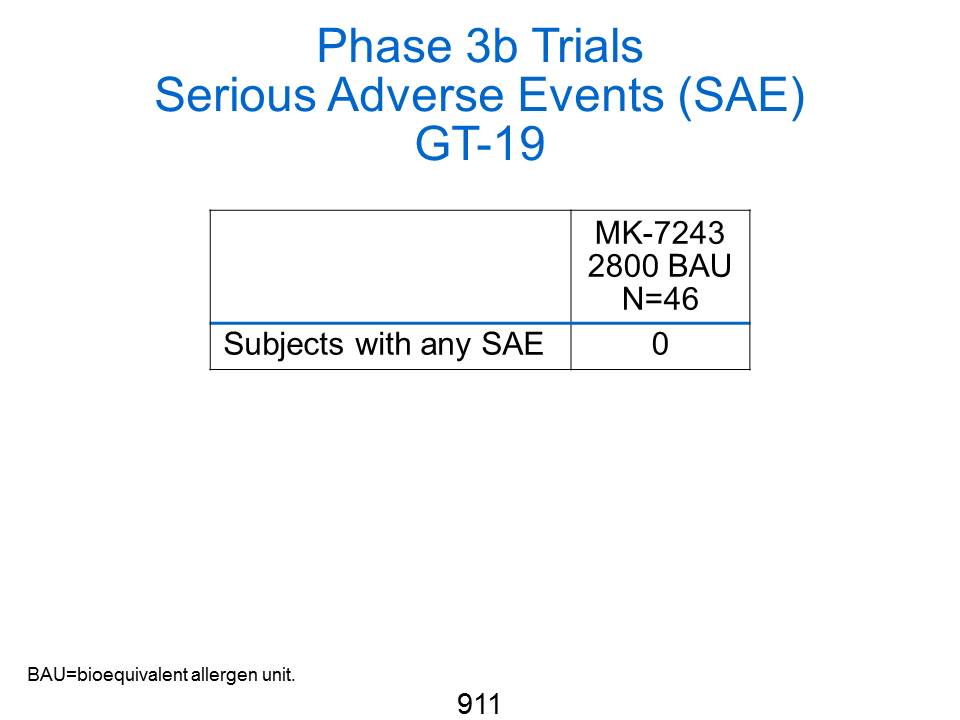 Phase 3b Trials
Serious Adverse Events (SAE)
GT-19
MK-7243
2800 BAU
N=46
Subjects with any SAE 0
BAU=bioequivalent allergen unit.
911